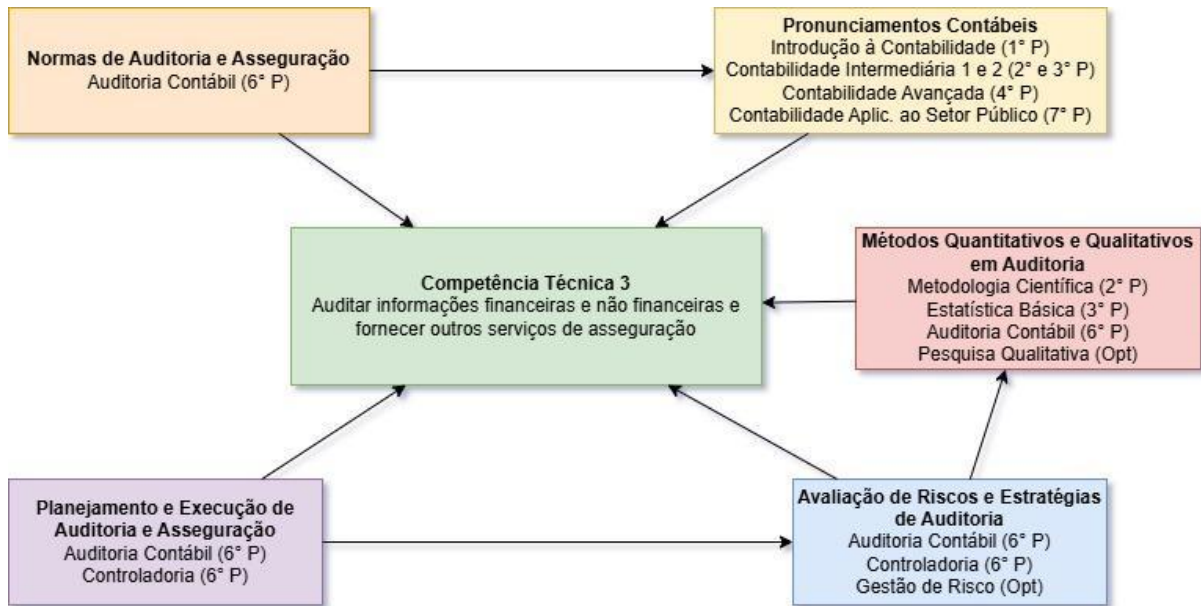 Normas de Auditoria e Asseguração
Auditoria Contábil (6° P)
Pronunciamentos Contábeis
Introdução à Contabilidade (1° P)
Contabilidade Intermediária 1 e 2 (2° e 3° P)
Contabilidade Avançada (4° P)
Contabilidade Aplic. ao Setor Público (7° P)
Competência Técnica 3
Auditar informações financeiras e não financeiras e
fornecer outros serviços de asseguração
Métodos Quantitativos e Qualitativos
em Auditoria
Metodologia Científica (2° P)
Estatística Básica (3° P)
Auditoria Contábil (6° P)
Pesquisa Qualitativa (Opt)
Planejamento e Execução de
Auditoria e Asseguração
Auditoria Contábil (6° P)
Controladoria (6° P)
Avaliação de Riscos e Estratégias
de Auditoria
Auditoria Contábil (6° P)
Controladoria (6° P)
Gestão de Risco (Opt)